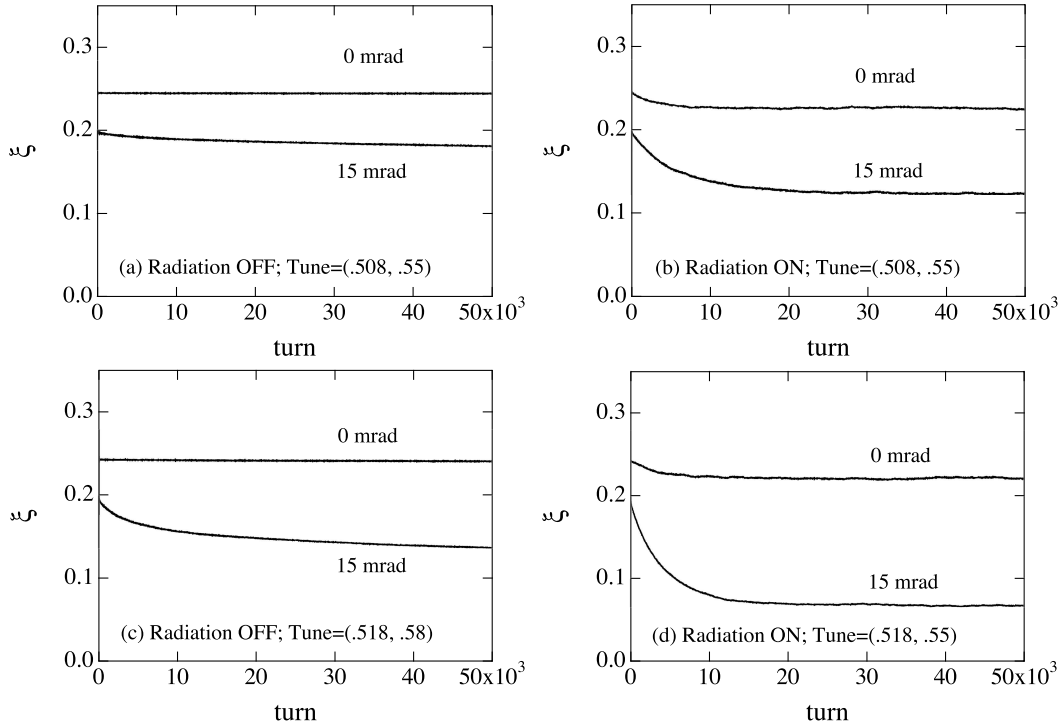 0.3
0 mrad
0.2
ξ
15 mrad
0.1
(a) Radiation OFF; Tune=(.508, .55)
0.0
0 10 20 30 40 50x10³
turn
0.3
0 mrad
0.2
ξ
15 mrad
0.1
(b) Radiation ON; Tune=(.508, .55)
0.0
0 10 20 30 40 50x10³
turn
0.3
0 mrad
0.2
ξ
0.1
15 mrad
(c) Radiation OFF; Tune=(.518, .58)
0.0
0 10 20 30 40 50x10³
turn
0.3
0 mrad
0.2
ξ
0.1
15 mrad
(d) Radiation ON; Tune=(.518, .55)
0.0
0 10 20 30 40 50x10³
turn